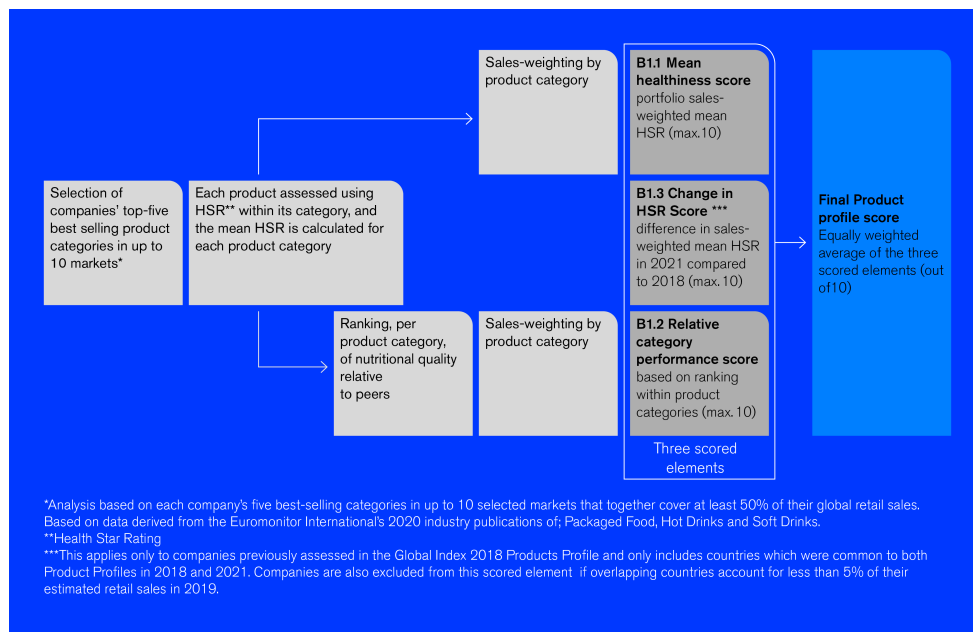 Selection of
companies' top-five
best selling product
categories in up to
10 markets*
Each product assessed using
HSR** within its category, and
the mean HSR is calculated for
each product category
Sales-weighting by
product category
Ranking, per
product category,
of nutritional quality
relative
to peers
Sales-weighting by
product category
B1.1 Mean
healthiness score
portfolio sales-
weighted mean
HSR (max.10)
B1.3 Change in
HSR Score ***
difference in sales-
weighted mean HSR
in 2021 compared
to 2018 (max.10)
B1.2 Relative
category
performance score
based on ranking
within product
categories (max.10)
Three scored
elements
Final Product
profile score
Equally weighted
average of the three
scored elements (out
of10)
*Analysis based on each company's five best-selling categories in up to 10 selected markets that together cover at least 50% of their global retail sales.
Based on data derived from the Euromonitor International's 2020 industry publications of; Packaged Food, Hot Drinks and Soft Drinks.
**Health Star Rating
***This applies only to companies previously assessed in the Global Index 2018 Products Profile and only includes countries which were common to both
Product Profiles in 2018 and 2021. Companies are also excluded from this scored element  if overlapping countries account for less than 5% of their
estimated retail sales in 2019.